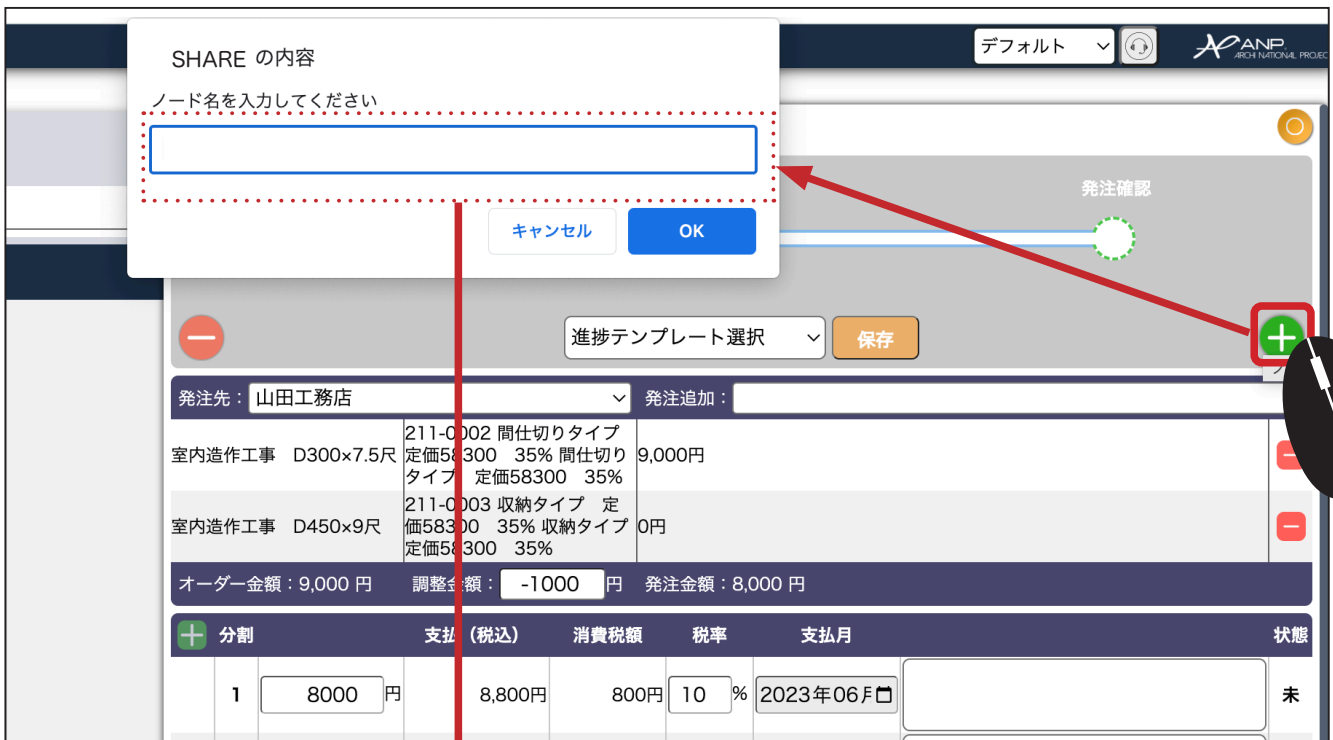 SHARE の内容
ノード名を入力してください
キャンセル
OK
デフォルト
ANP.
ARCHI NATIONAL PROJEC
発注確認
進捗テンプレート選択
保存
発注先：山田工務店
発注追加：
室内造作工事　D300×7.5尺
211-0002 間仕切りタイプ
定価58300　35% 間仕切り
タイプ　定価58300　35%
9,000円
室内造作工事　D450×9尺
211-0003 収納タイプ　定
価58300　35% 収納タイプ
定価58300　35%
0円
オーダー金額：9,000 円　調整金額： -1000 円　発注金額：8,000 円
分割　支払（税込）　消費税額　税率　支払月　状態
1　8000 円　8,800円　800円　10 %　2023年06月　未